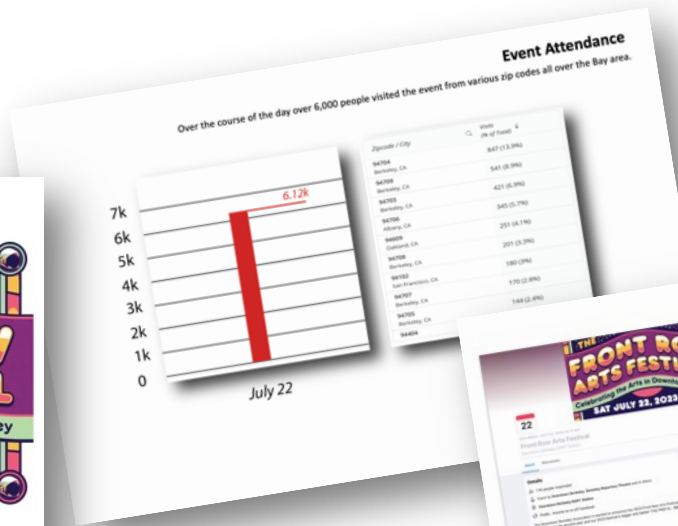 Event Attendance
Over the course of the day over 6,000 people visited the event from various zip codes all over the Bay area.
7k
6k
5k
4k
3k
2k
1k
0
6.12k
July 22
Zipcode / City
Visits
(% of Total)
94704
Berkeley, CA
847 (13.9%)
94709
Berkeley, CA
541 (8.9%)
94703
Berkeley, CA
421 (6.9%)
94706
Albany, CA
345 (5.7%)
94609
Oakland, CA
251 (4.1%)
94708
Berkeley, CA
201 (3.3%)
94102
San Francisco, CA
180 (3%)
94707
Berkeley, CA
170 (2.8%)
94705
Berkeley, CA
144 (2.4%)
94404
THE
FRONT RO
ARTS FESTI
Celebrating the Arts in Downto
SAT JULY 22, 2023
22
Front Row Arts Festival
Details
ey